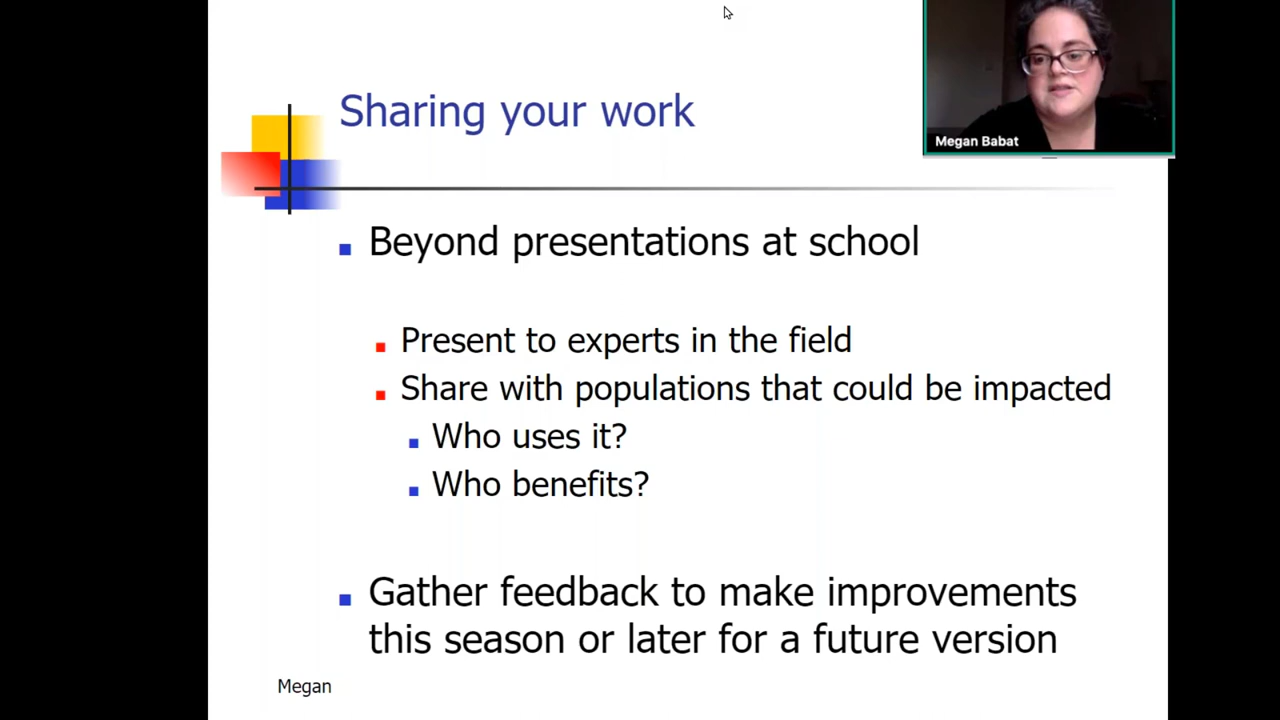 Megan Babat
Sharing your work
Beyond presentations at school
Present to experts in the field
Share with populations that could be impacted
Who uses it?
Who benefits?
Gather feedback to make improvements
this season or later for a future version
Megan